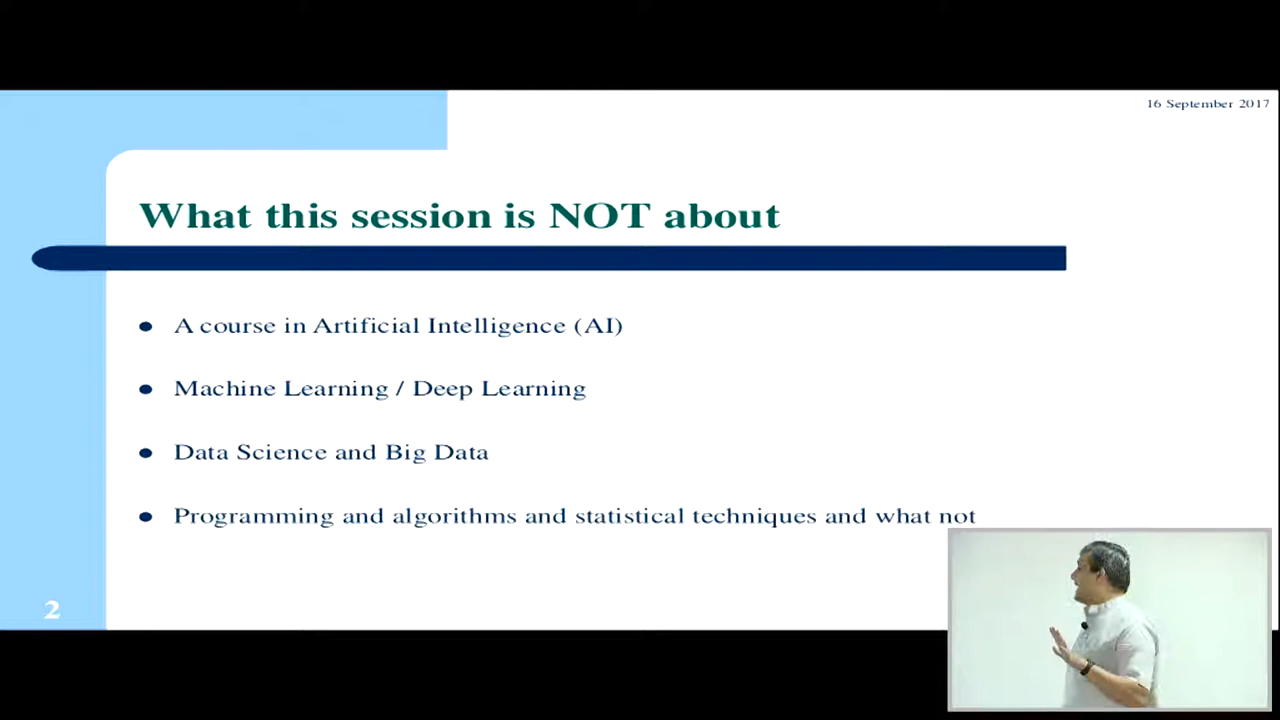 16 September 2017
What this session is NOT about
A course in Artificial Intelligence (AI)
Machine Learning / Deep Learning
Data Science and Big Data
Programming and algorithms and statistical techniques and what not
2